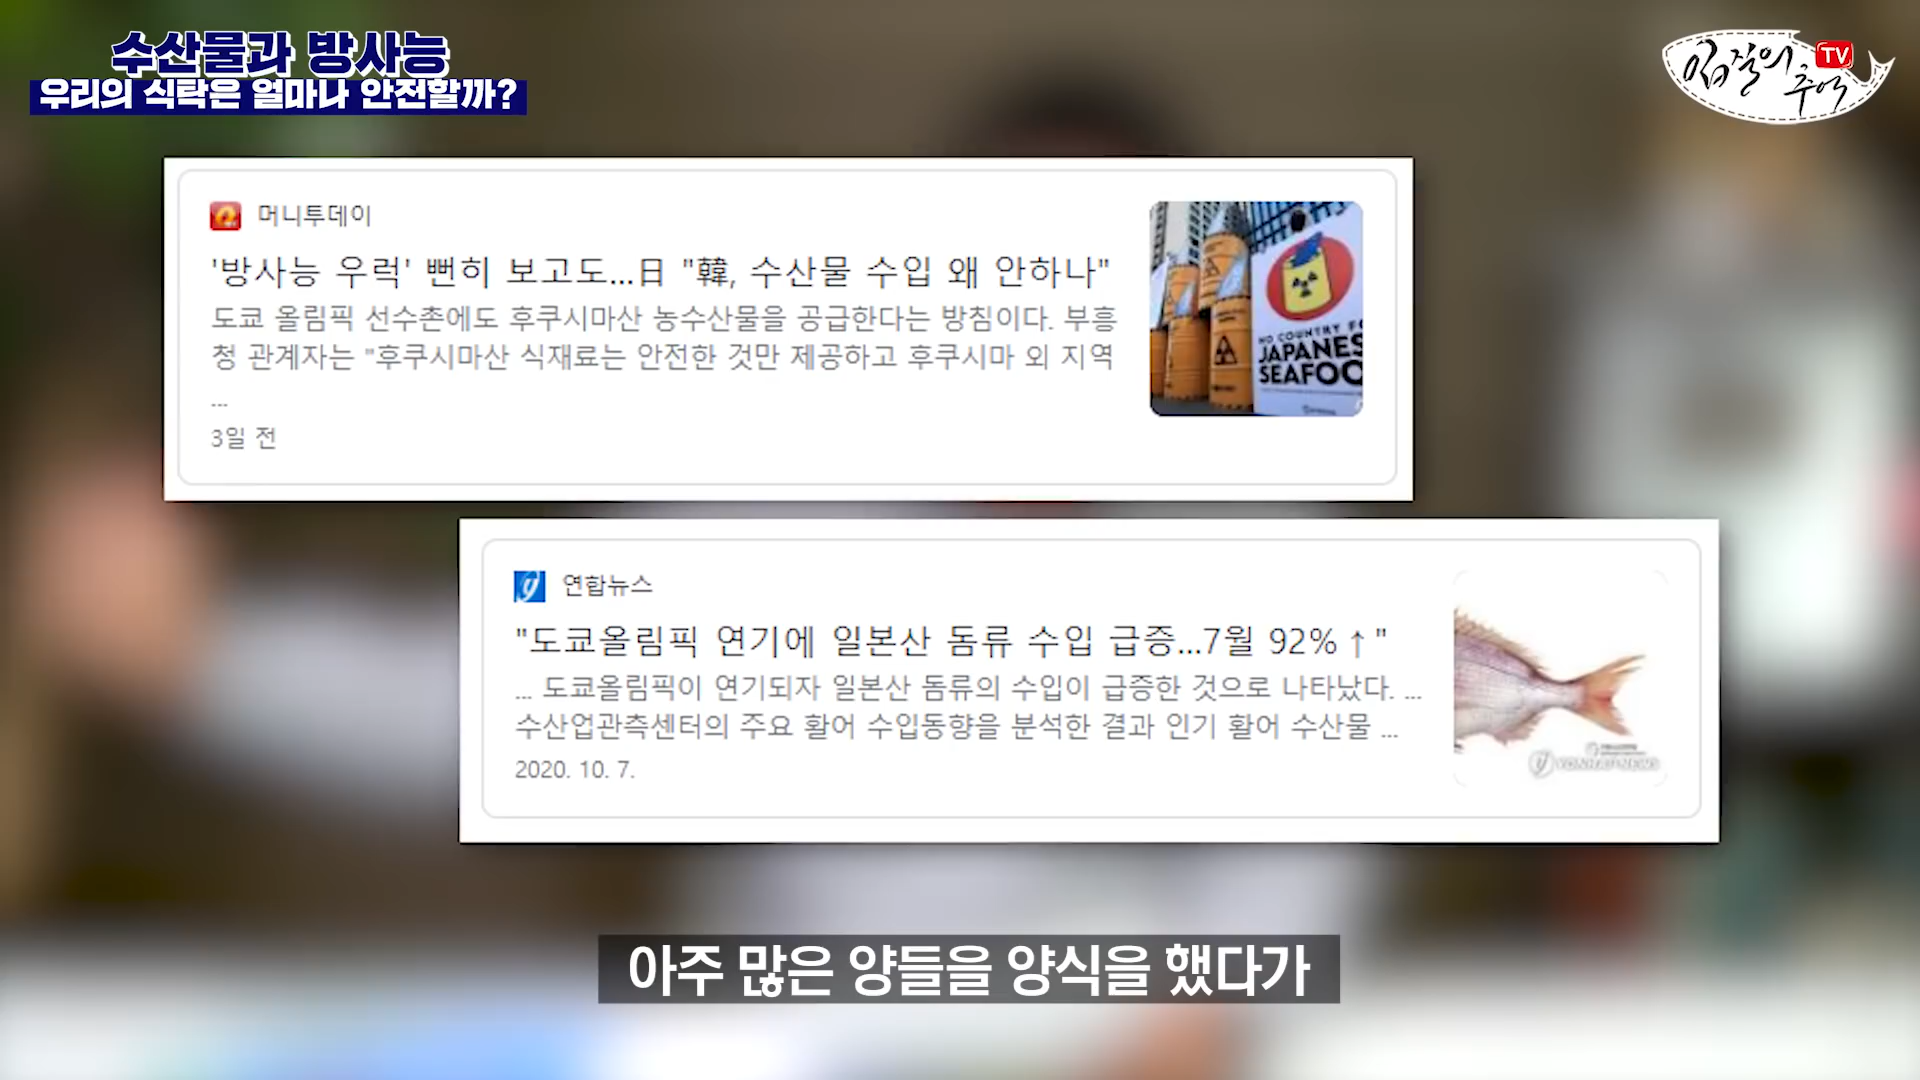 수산물과 방사능
우리의 식탁은 얼마나 안전할까?
입질의 추억 TV
머니투데이
'방사능 우럭' 뻔히 보고도...日 "韓, 수산물 수입 왜 안하나"
도쿄 올림픽 선수촌에도 후쿠시마산 농수산물을 공급한다는 방침이다. 부흥
청 관계자는 "후쿠시마산 식재료는 안전한 것만 제공하고 후쿠시마 외 지역
...
3일 전
NO COUNTRY F
JAPANES
SEAFOO
연합뉴스
"도쿄올림픽 연기에 일본산 돔류 수입 급증...7월 92%↑"
... 도쿄올림픽이 연기되자 일본산 돔류의 수입이 급증한 것으로 나타났다. ...
수산업관측센터의 주요 활어 수입동향을 분석한 결과 인기 활어 수산물 ...
2020. 10. 7.
YONHAP NEWS
아주 많은 양들을 양식을 했다가